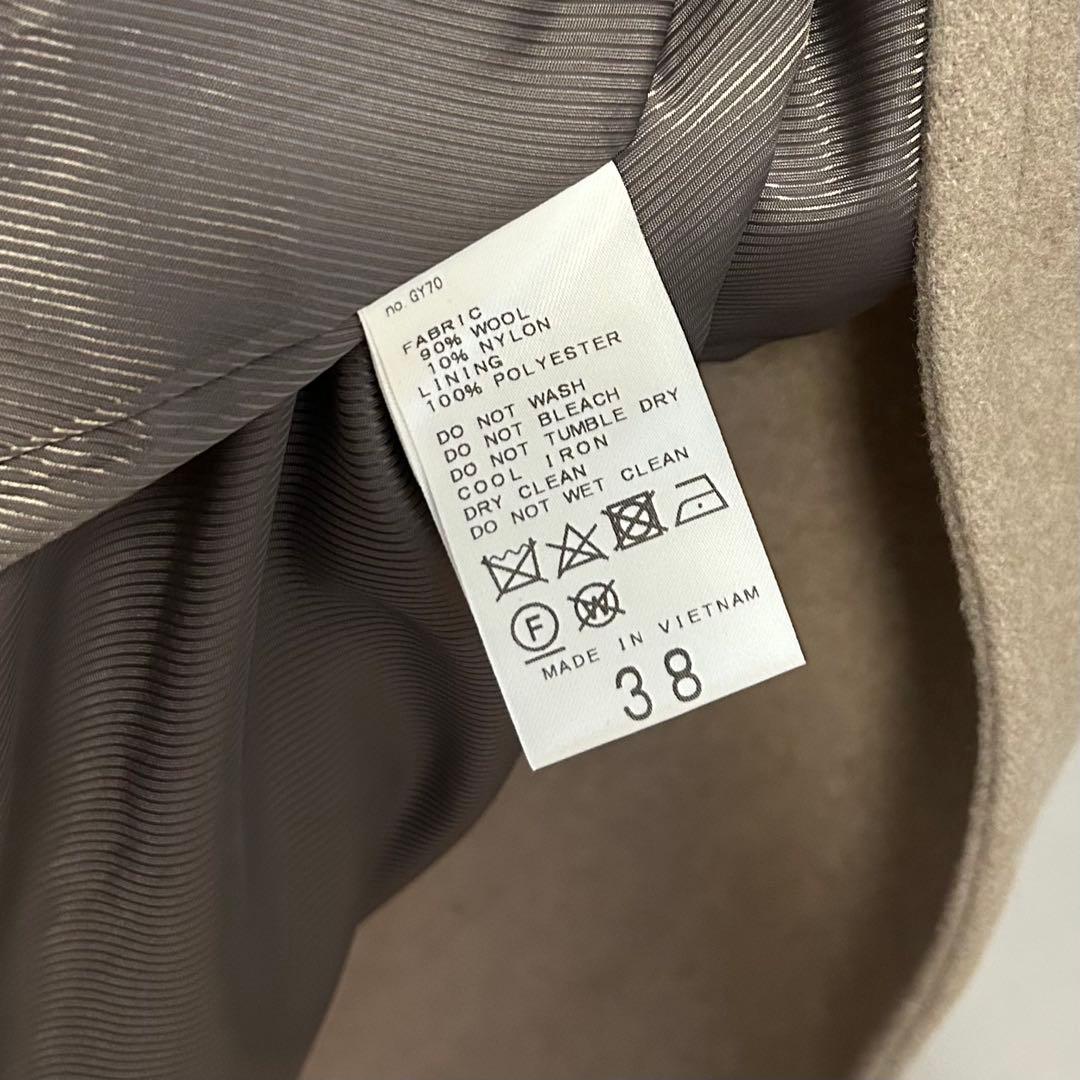 no. GY70
FABRIC
90% WOOL
10% NYLON
LINING
100% POLYESTER
DO NOT WASH
DO NOT BLEACH
DO NOT TUMBLE DRY
COOL IRON
DRY CLEAN
DO NOT WET CLEAN
F W
MADE IN VIETNAM
38